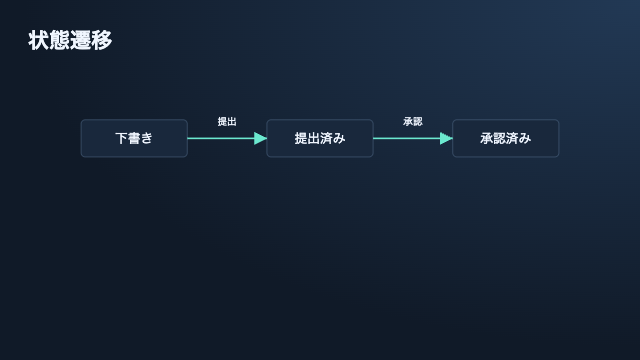 状態遷移
提出
承認
下書き
提出済み
承認済み